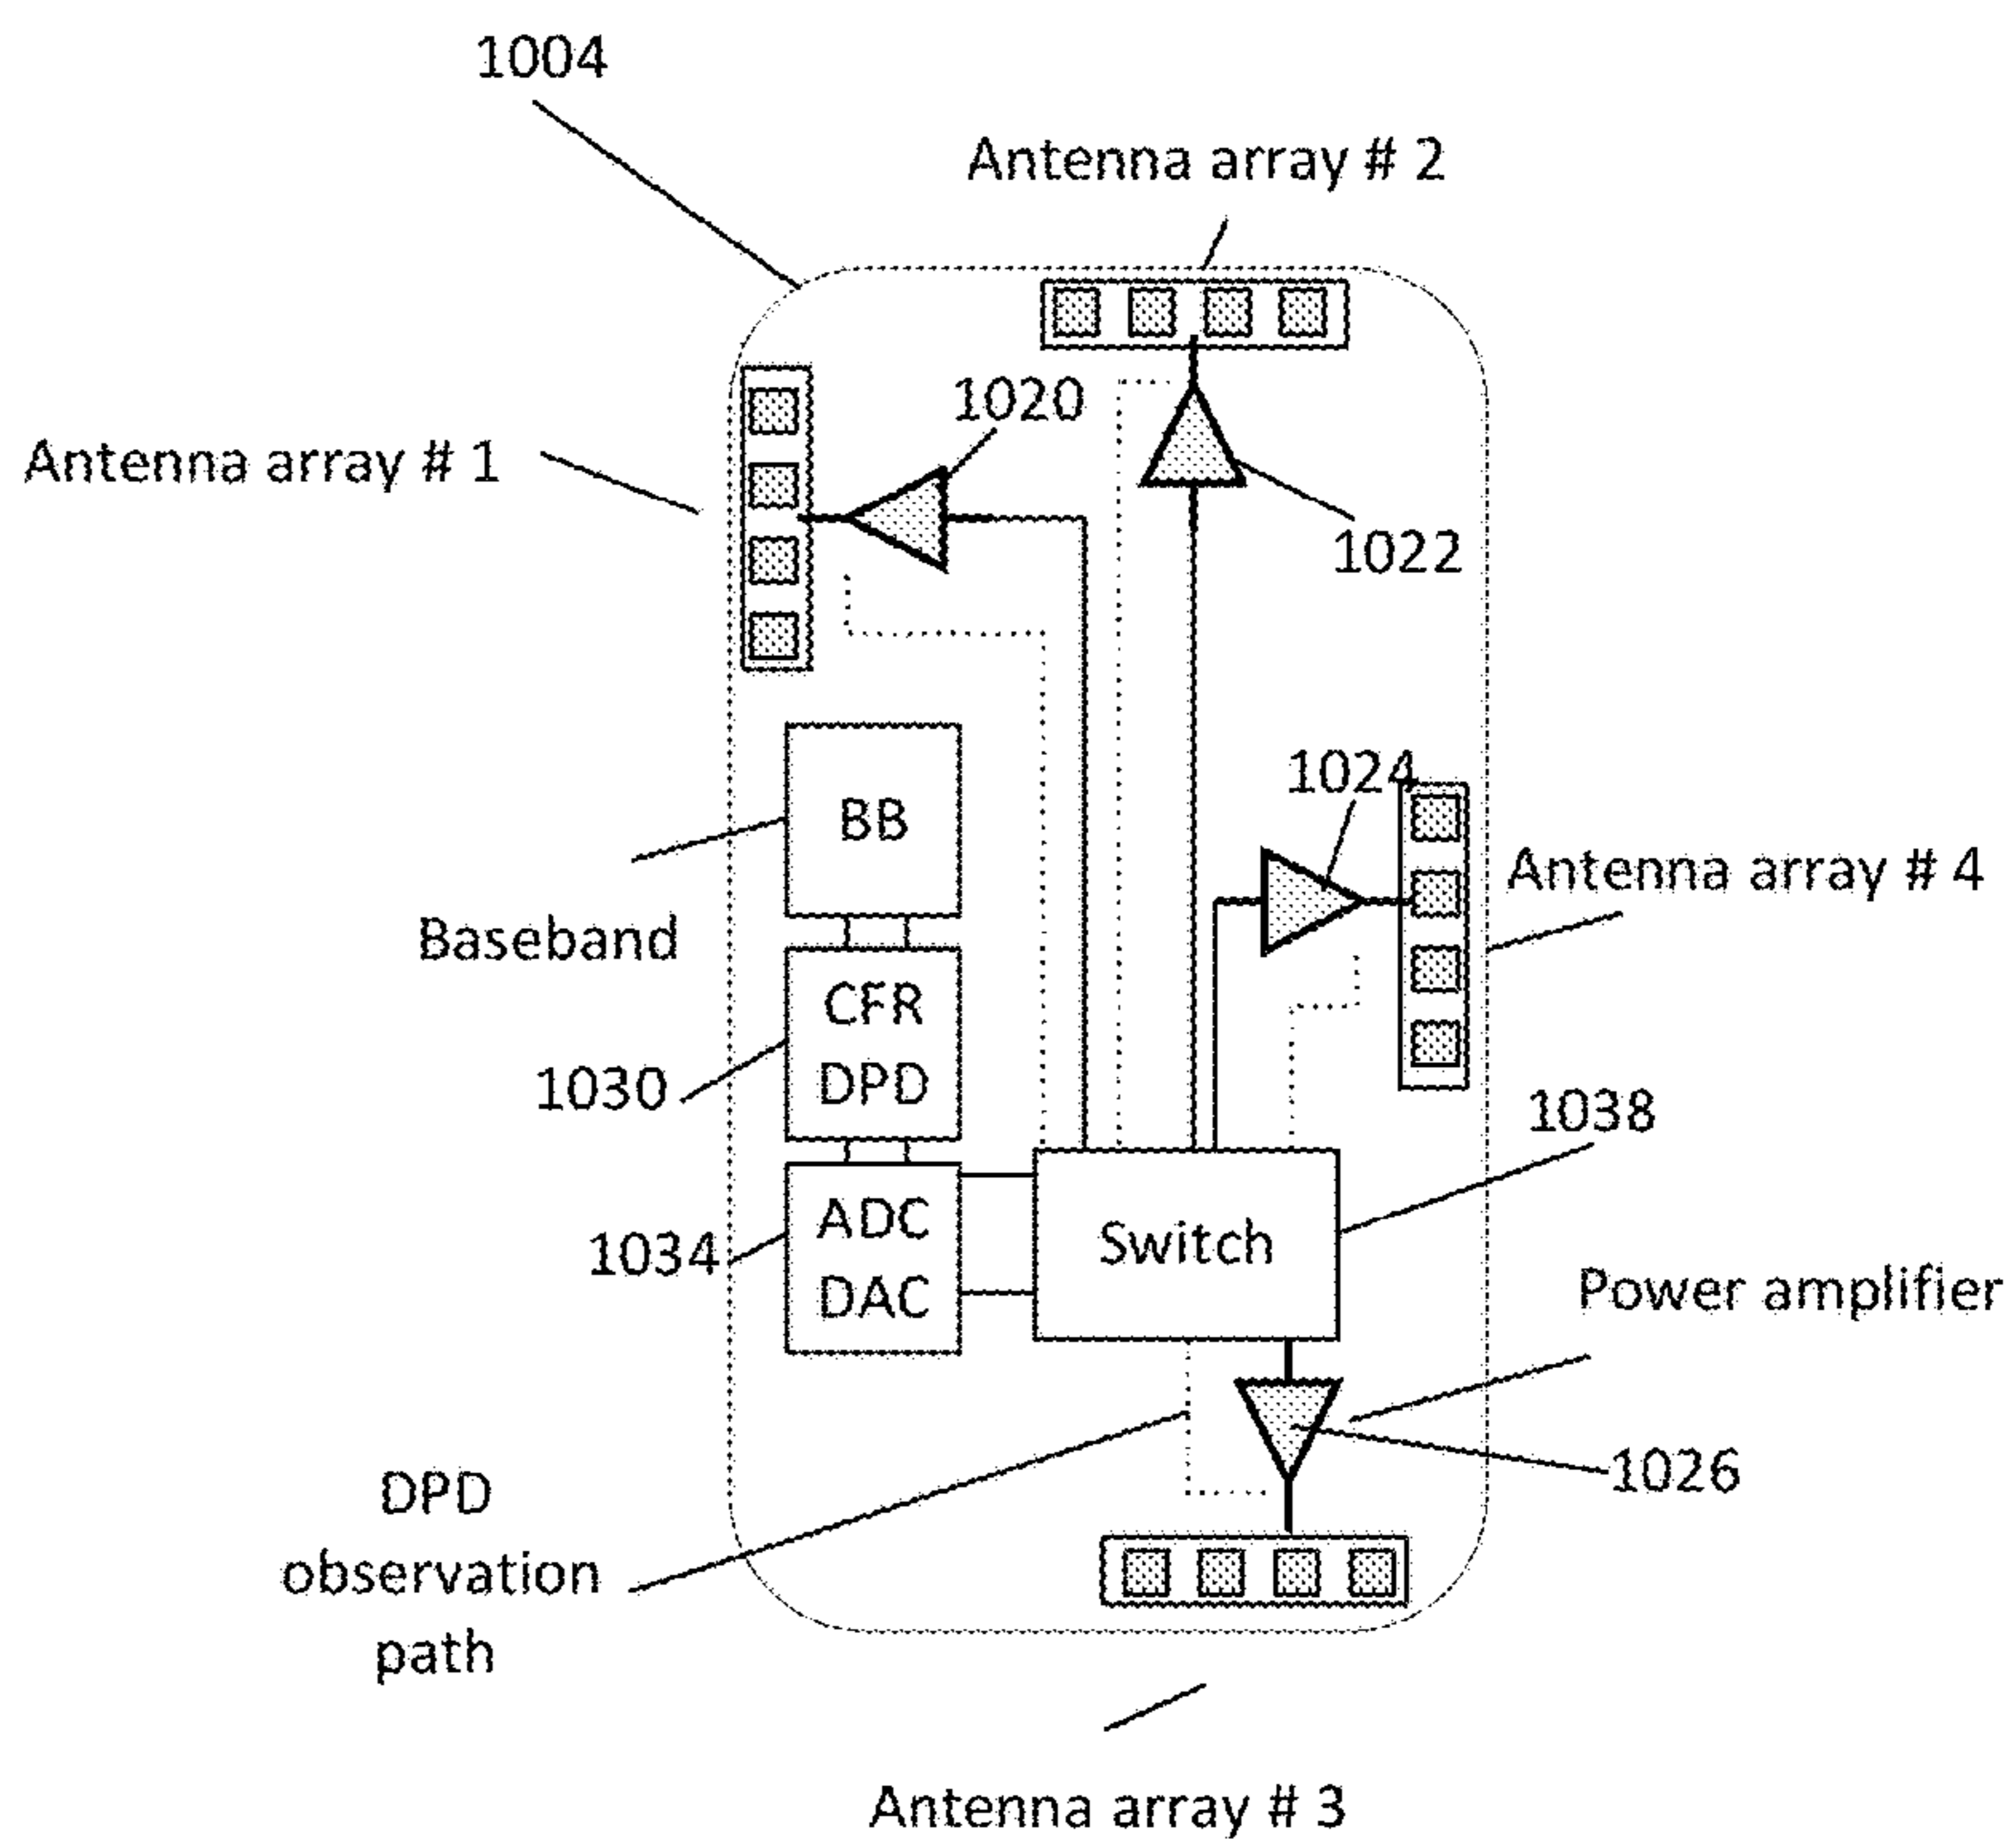 1004
Antenna array # 2
1020
Antenna array # 1
1022
1024
BB
Antenna array # 4
Baseband
CFR
DPD
1030
1038
ADC
DAC
1034
Switch
Power amplifier
1026
DPD
observation
path
Antenna array # 3